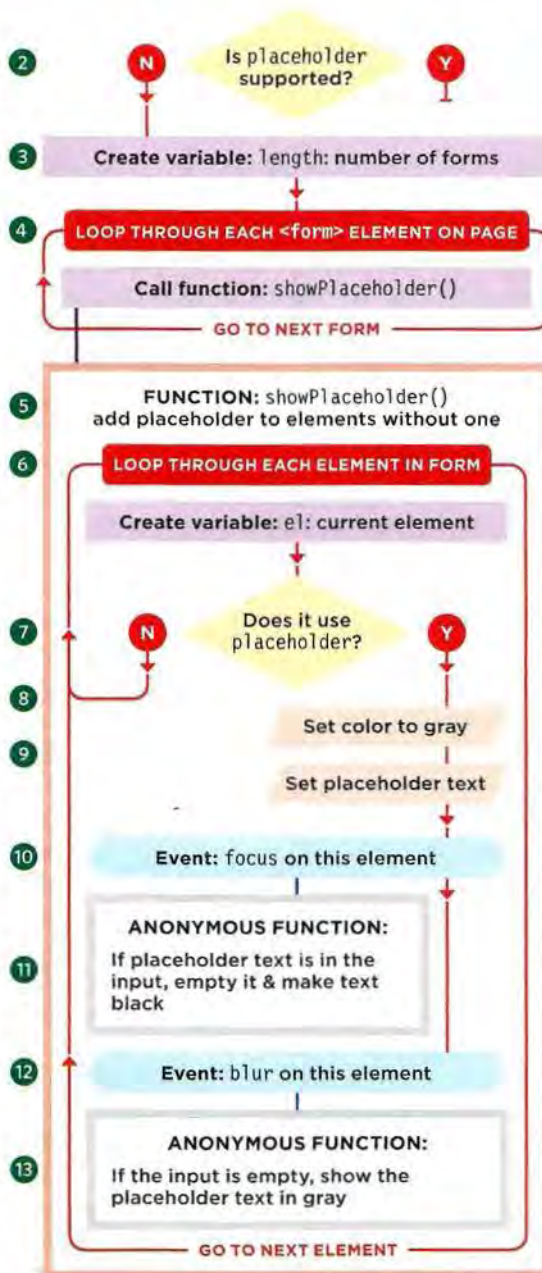 2
N
Is placeholder
supported?
Y
3
Create variable: length: number of forms
4
LOOP THROUGH EACH <form> ELEMENT ON PAGE
Call function: showPlaceholder()
GO TO NEXT FORM
5
FUNCTION: showPlaceholder()
add placeholder to elements without one
6
LOOP THROUGH EACH ELEMENT IN FORM
Create variable: el: current element
7
N
Does it use
placeholder?
Y
8
Set color to gray
9
Set placeholder text
10
Event: focus on this element
ANONYMOUS FUNCTION:
11
If placeholder text is in the
input, empty it & make text
black
12
Event: blur on this element
ANONYMOUS FUNCTION:
13
If the input is empty, show the
placeholder text in gray
GO TO NEXT ELEMENT